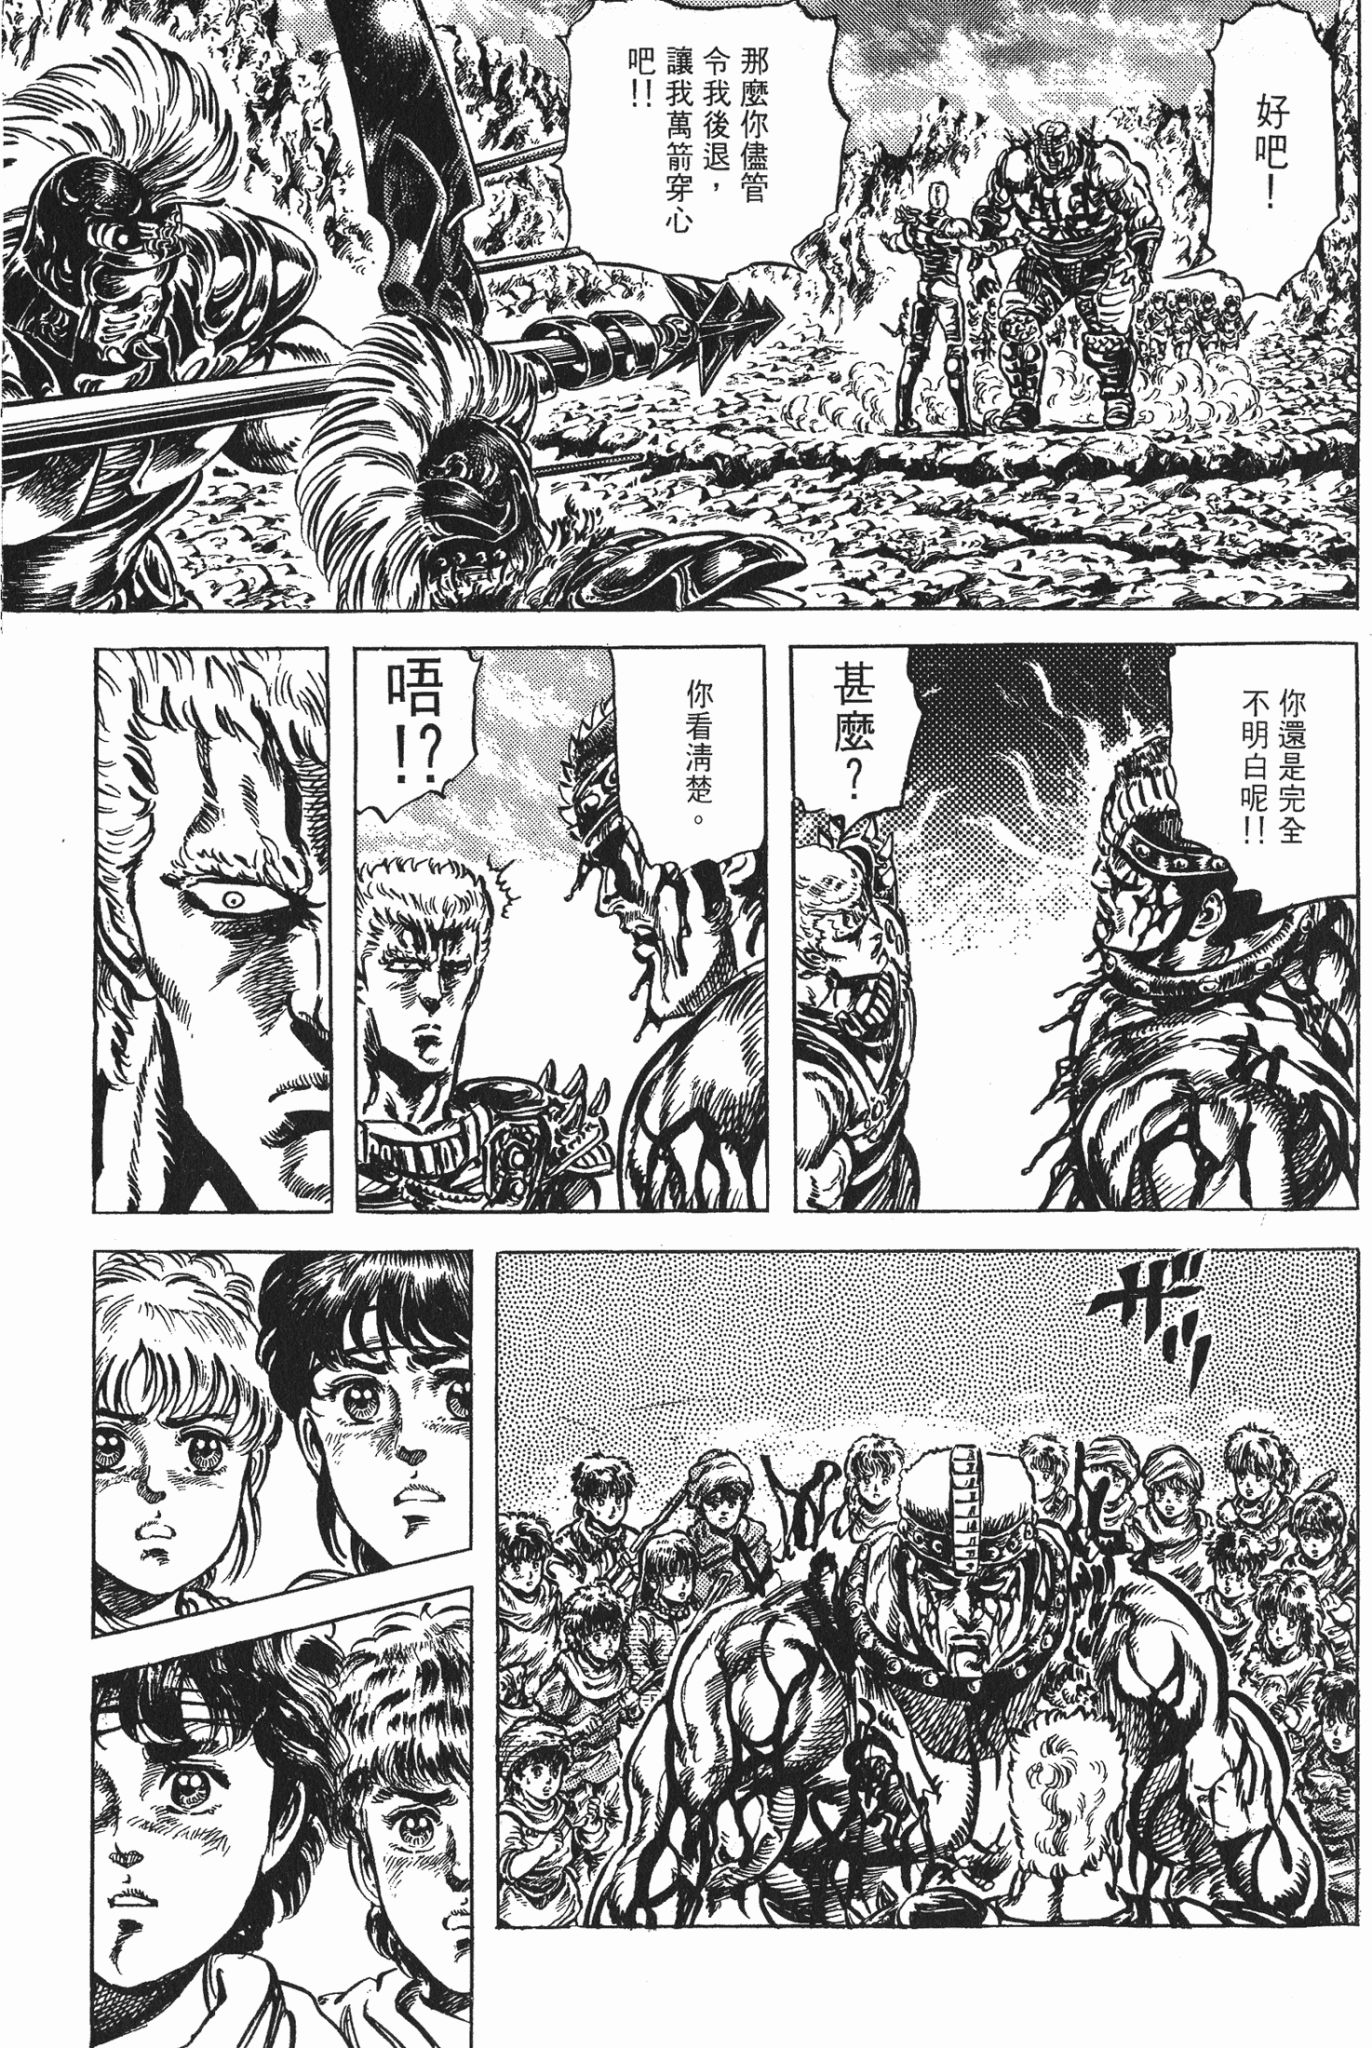 好吧！
那麼你儘管
令我後退，
讓我萬箭穿心
吧!!
你還是完全
不明白呢!!
甚麼？
你看淸楚。
唔!?
ザッ